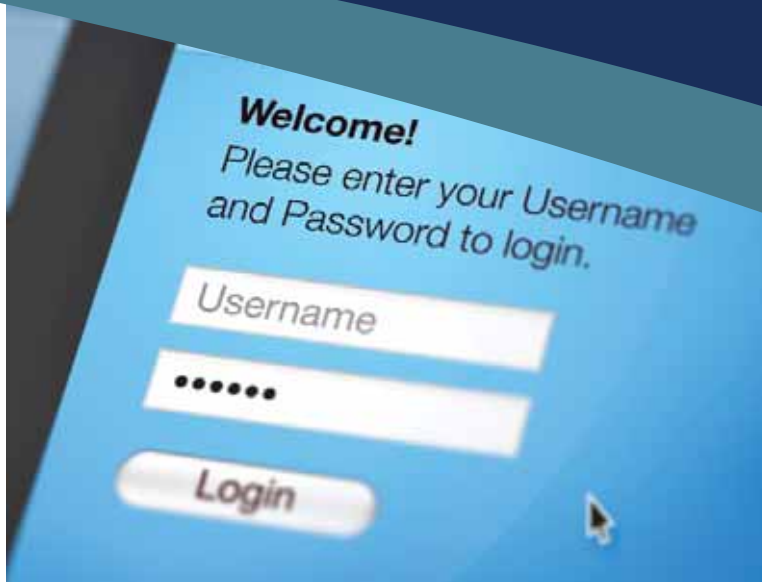 Welcome!
Please enter your Username
and Password to login.
Username
••••••
Login